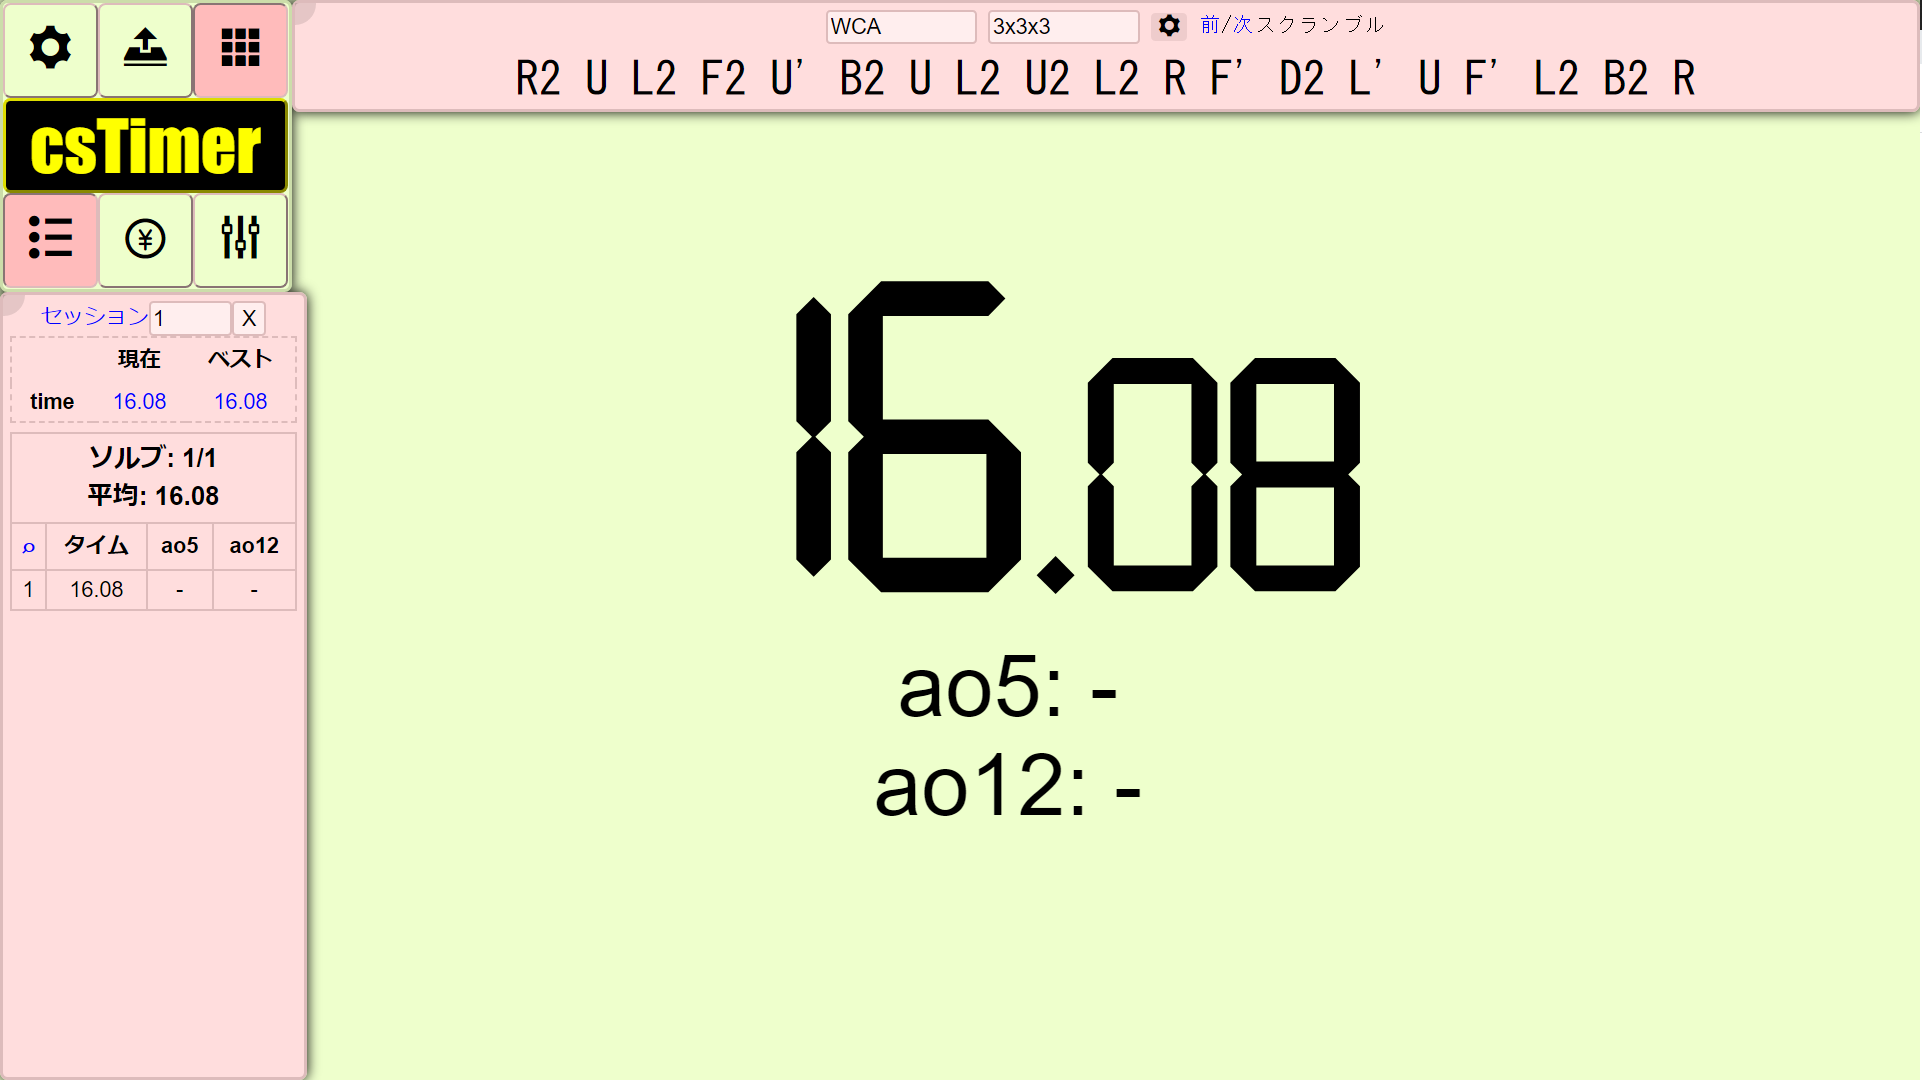 WCA 3x3x3 前/次スクランブル
R2 U L2 F2 U' B2 U L2 U2 L2 R F' D2 L' U F' L2 B2 R
csTimer
セッション 1 X
現在 ベスト
time 16.08 16.08
ソルブ: 1/1
平均: 16.08
タイム ao5 ao12
1 16.08 - -
16.08
ao5: -
ao12: -